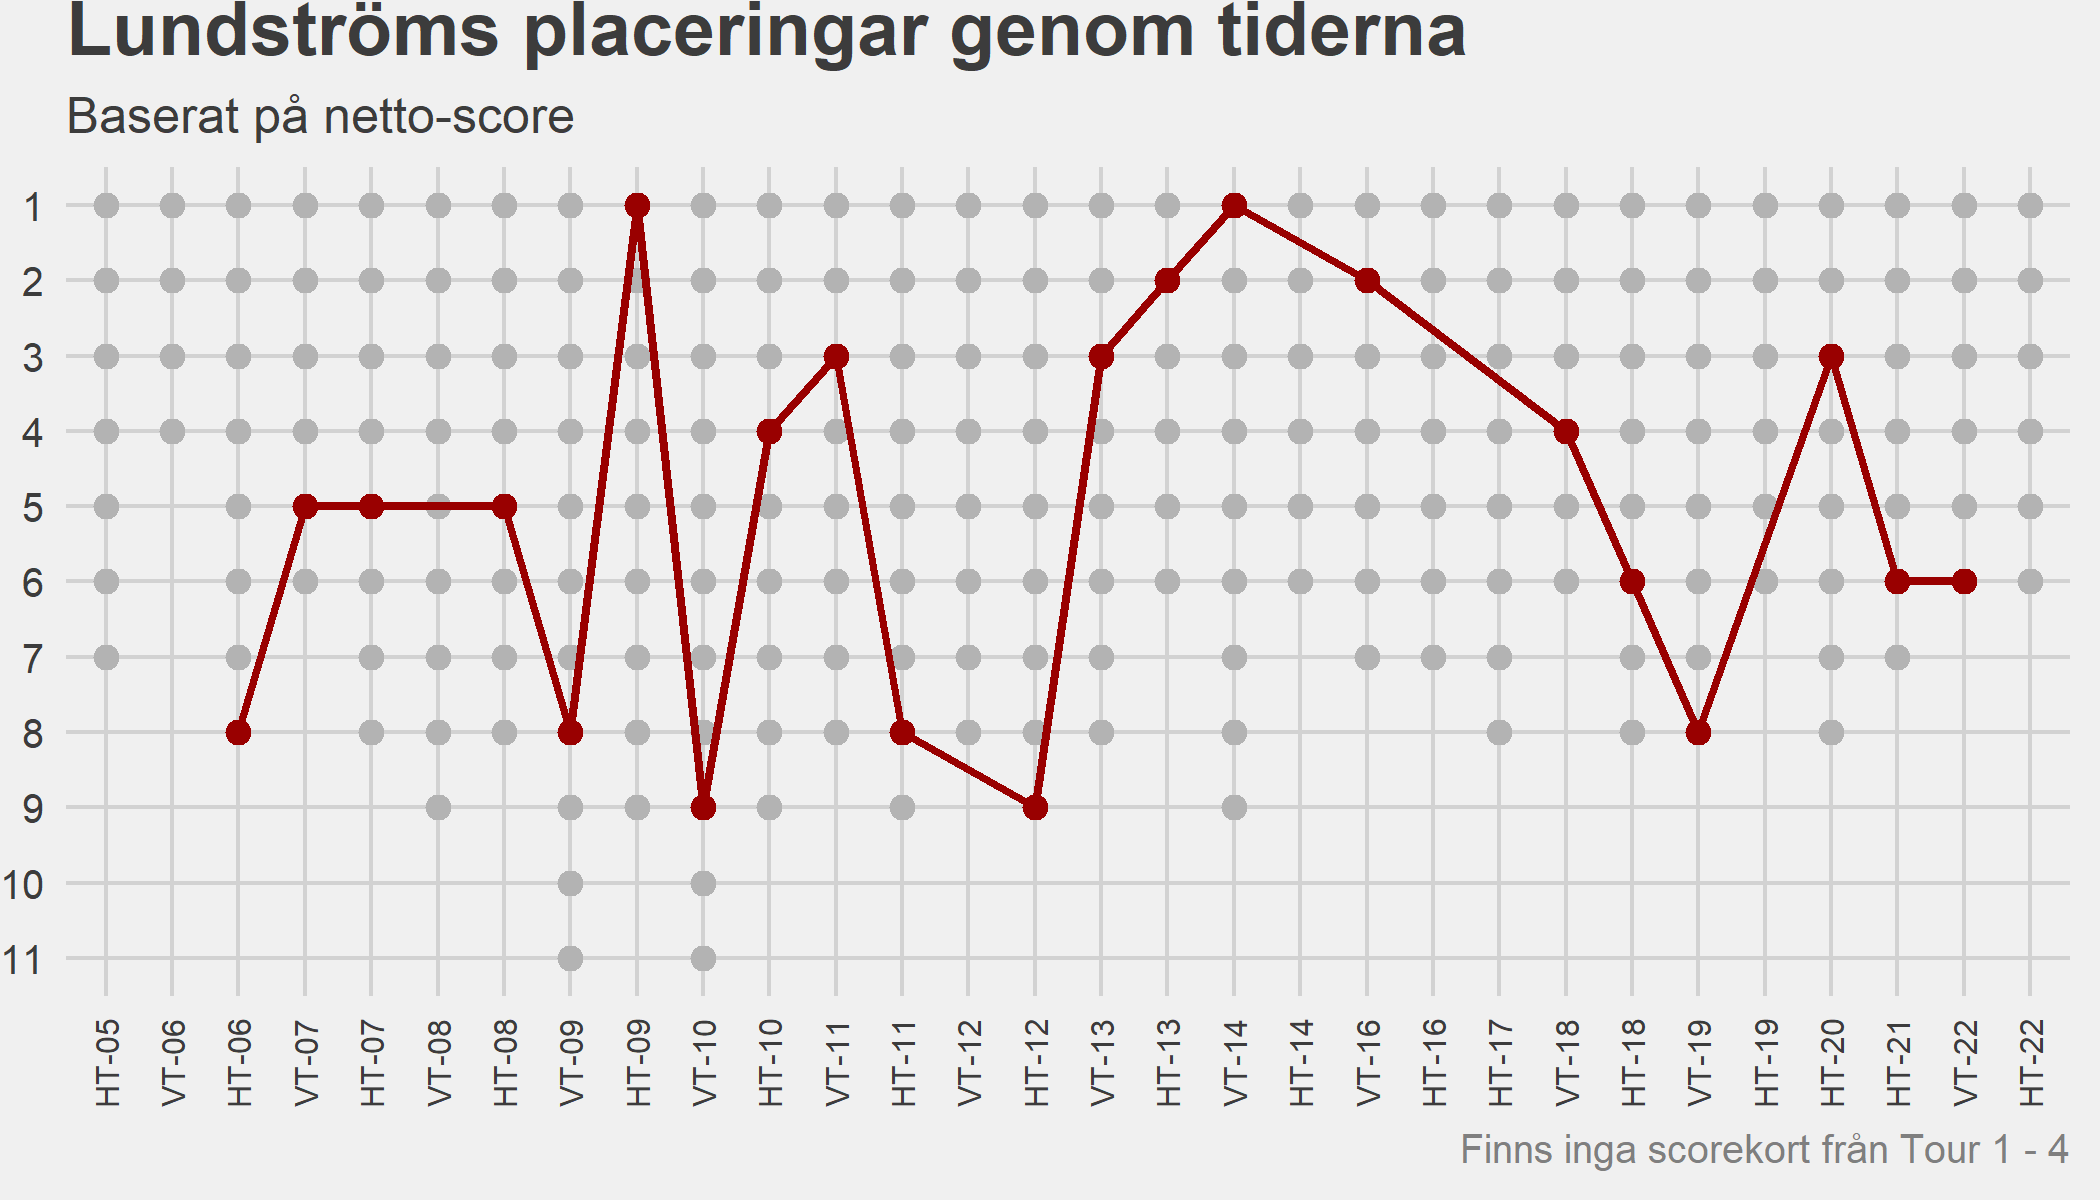 Lundströms placeringar genom tiderna
Baserat på netto-score
1
2
3
4
5
6
7
8
9
10
11
HT-05
VT-06
HT-06
VT-07
HT-07
VT-08
HT-08
VT-09
HT-09
VT-10
HT-10
VT-11
HT-11
VT-12
HT-12
VT-13
HT-13
VT-14
HT-14
VT-16
HT-16
HT-17
VT-18
HT-18
VT-19
HT-19
HT-20
HT-21
VT-22
HT-22
Finns inga scorekort från Tour 1 - 4